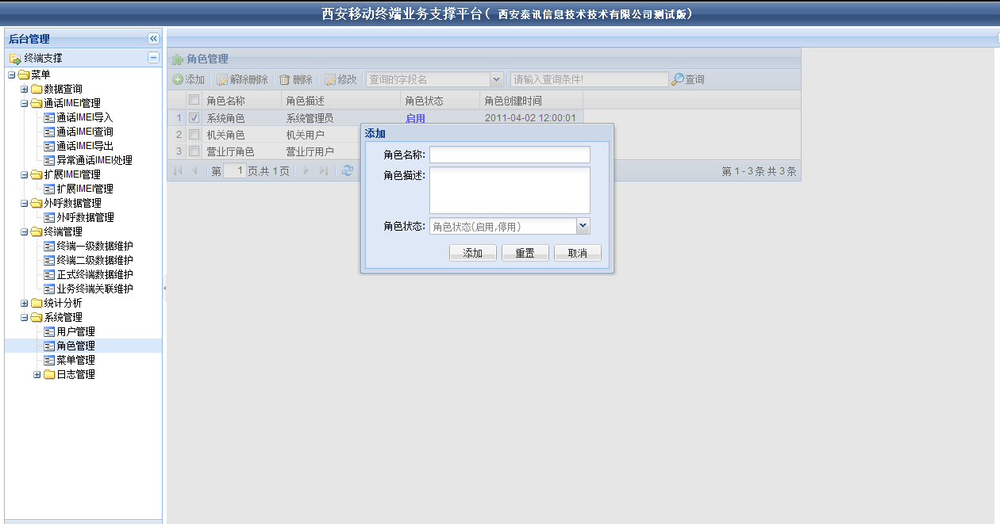 西安移动终端业务支撑平台( 西安泰讯信息技术技术有限公司测试版)
后台管理
终端支撑
菜单
数据查询
通话IMEI管理
通话IMEI导入
通话IMEI查询
通话IMEI导出
异常通话IMEI处理
扩展IMEI管理
扩展IMEI管理
外呼数据管理
外呼数据管理
终端管理
终端一级数据维护
终端二级数据维护
正式终端数据维护
业务终端关联维护
统计分析
系统管理
用户管理
角色管理
菜单管理
日志管理
角色管理
添加 解除删除 删除 修改 查询的字段名 请输入查询条件! 查询
角色名称 角色描述 角色状态 角色创建时间
1 系统角色 系统管理员 启用 2011-04-02 12:00:01
2 机关角色 机关用户
3 营业厅角色 营业厅用户
第 1 页,共 1 页 第 1 - 3 条 共 3 条
添加
角色名称:
角色描述:
角色状态: 角色状态(启用,停用)
添加 重置 取消